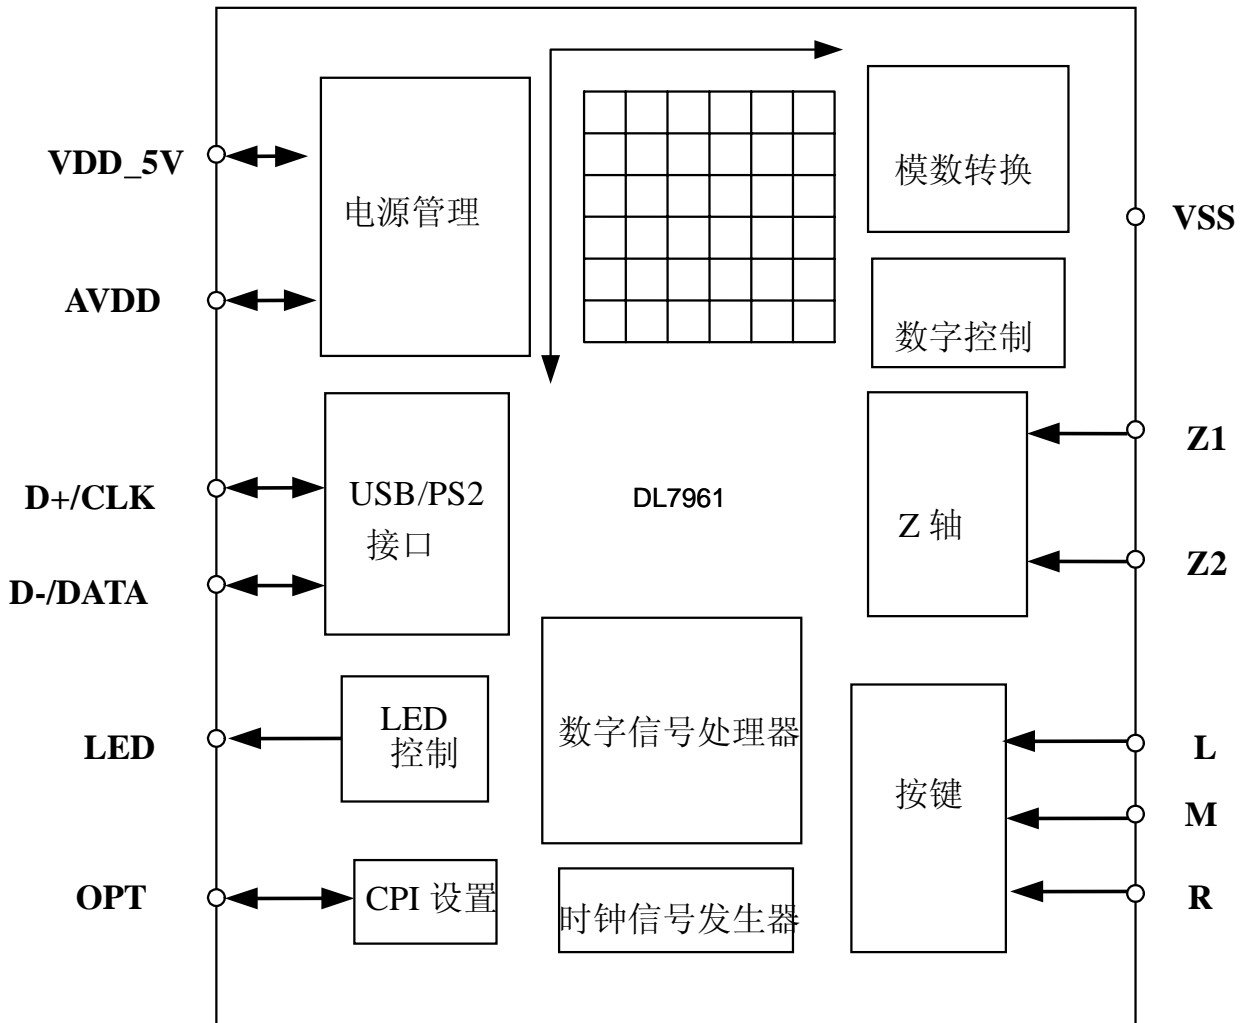 VDD_5V
AVDD
D+/CLK
D-/DATA
LED
OPT
电源管理
USB/PS2
接口
LED
控制
CPI 设置
DL7961
数字信号处理器
时钟信号发生器
模数转换
数字控制
Z 轴
按键
VSS
Z1
Z2
L
M
R